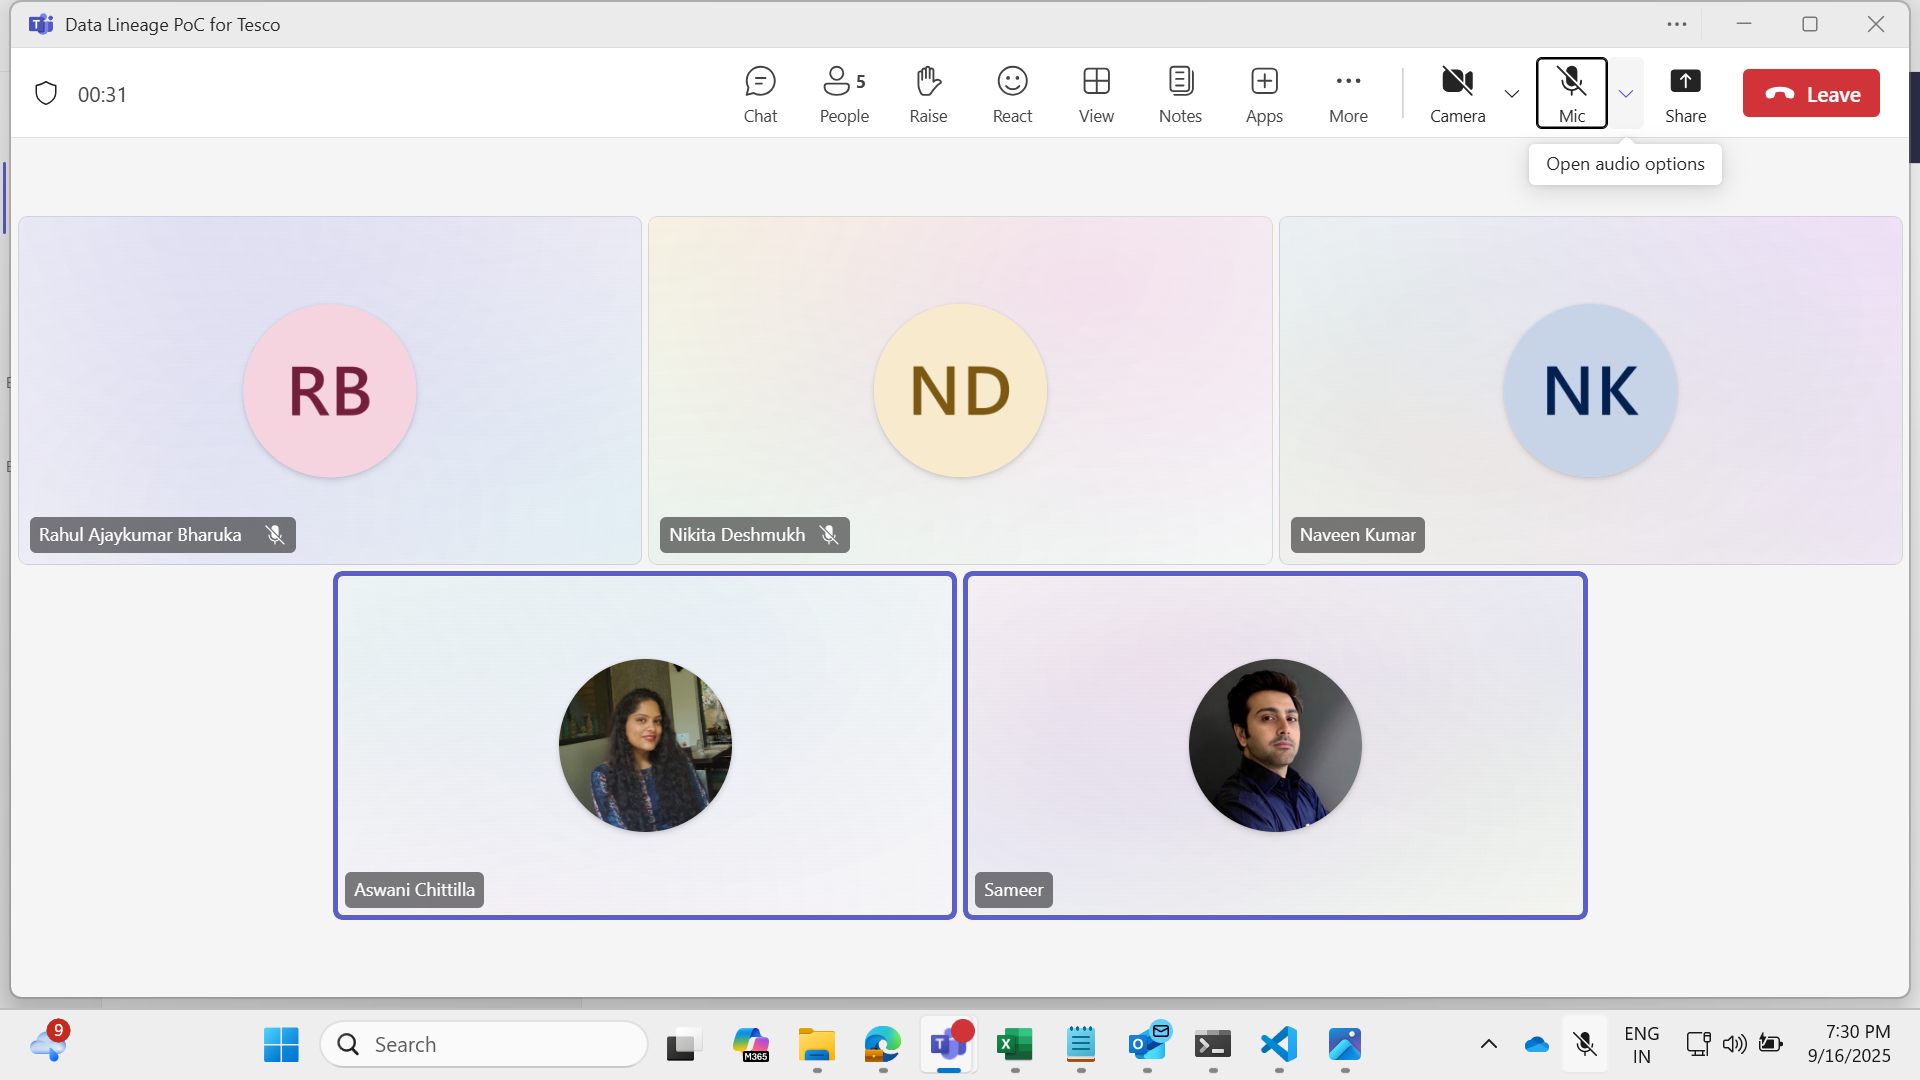 Data Lineage PoC for Tesco
00:31
Chat
People 5
Raise
React
View
Notes
Apps
More
Camera
Mic
Share
Leave
Open audio options
RB
ND
NK
Rahul Ajaykumar Bharuka
Nikita Deshmukh
Naveen Kumar
Aswani Chittilla
Sameer
9
Search
M365
ENG
IN
7:30 PM
9/16/2025